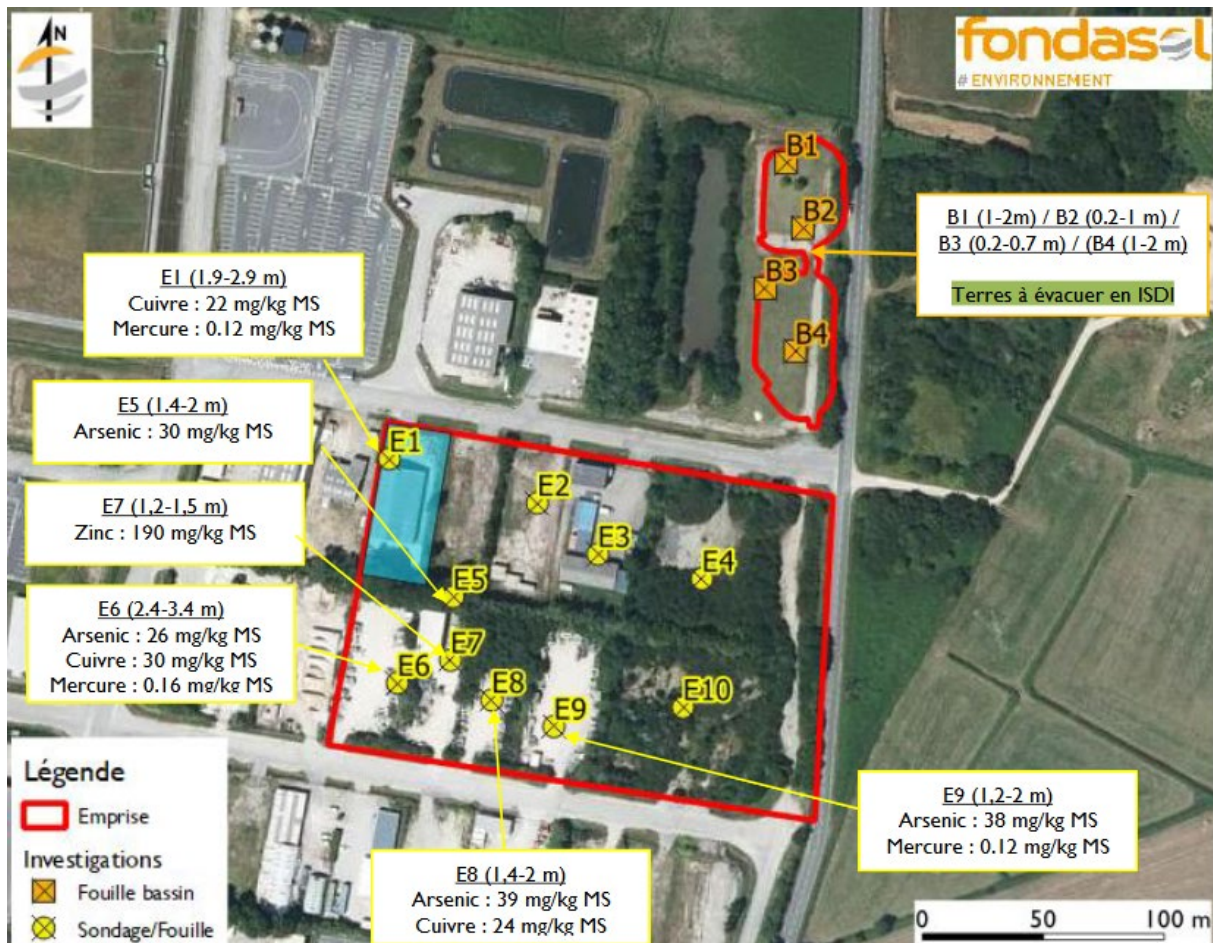 N
fondasol
# ENVIRONNEMENT
B1
B2
B3
B4
B1 (1-2m) / B2 (0.2-1 m) /
B3 (0.2-0.7 m) / (B4 (1-2 m)
Terres à évacuer en ISDI
E1 (1.9-2.9 m)
Cuivre : 22 mg/kg MS
Mercure : 0.12 mg/kg MS
E5 (1.4-2 m)
Arsenic : 30 mg/kg MS
E7 (1,2-1,5 m)
Zinc : 190 mg/kg MS
E6 (2.4-3.4 m)
Arsenic : 26 mg/kg MS
Cuivre : 30 mg/kg MS
Mercure : 0.16 mg/kg MS
E1
E2
E3
E4
E5
E7
E6
E8
E9
E10
E9 (1,2-2 m)
Arsenic : 38 mg/kg MS
Mercure : 0.12 mg/kg MS
E8 (1,4-2 m)
Arsenic : 39 mg/kg MS
Cuivre : 24 mg/kg MS
Légende
Emprise
Investigations
Fouille bassin
Sondage/Fouille
0 50 100 m